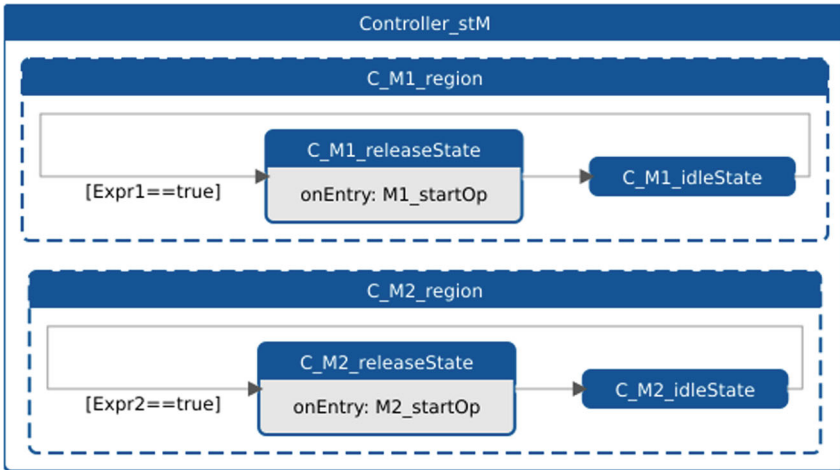 Controller_stM
C_M1_region
C_M1_releaseState
onEntry: M1_startOp
C_M1_idleState
[Expr1==true]
C_M2_region
C_M2_releaseState
onEntry: M2_startOp
C_M2_idleState
[Expr2==true]